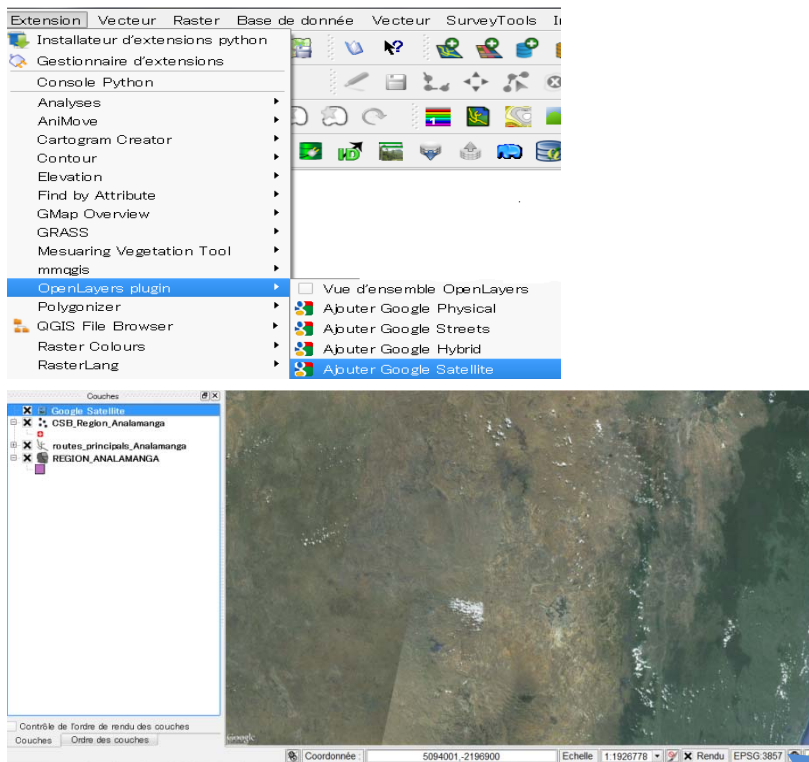 Extension Vecteur Raster Base de donnée Vecteur SurveyTools
Installateur d'extensions python
Gestionnaire d'extensions
Console Python
Analyses
AniMove
Cartogram Creator
Contour
Elevation
Find by Attribute
GMap Overview
GRASS
Mesuaring Vegetation Tool
mmqgis
OpenLayers plugin
Polygonizer
QGIS File Browser
Raster Colours
RasterLang
Vue d'ensemble OpenLayers
Ajouter Google Physical
Ajouter Google Streets
Ajouter Google Hybrid
Ajouter Google Satellite
Couches
Google Satellite
CSB_Region_Analamanga
routes_principals_Analamanga
REGION_ANALAMANGA
Contrôle de l'ordre de rendu des couches
Couches Ordre des couches
Google
Coordonnée : 5094001,-2196900 Echelle 1:1926778 Rendu EPSG:3857